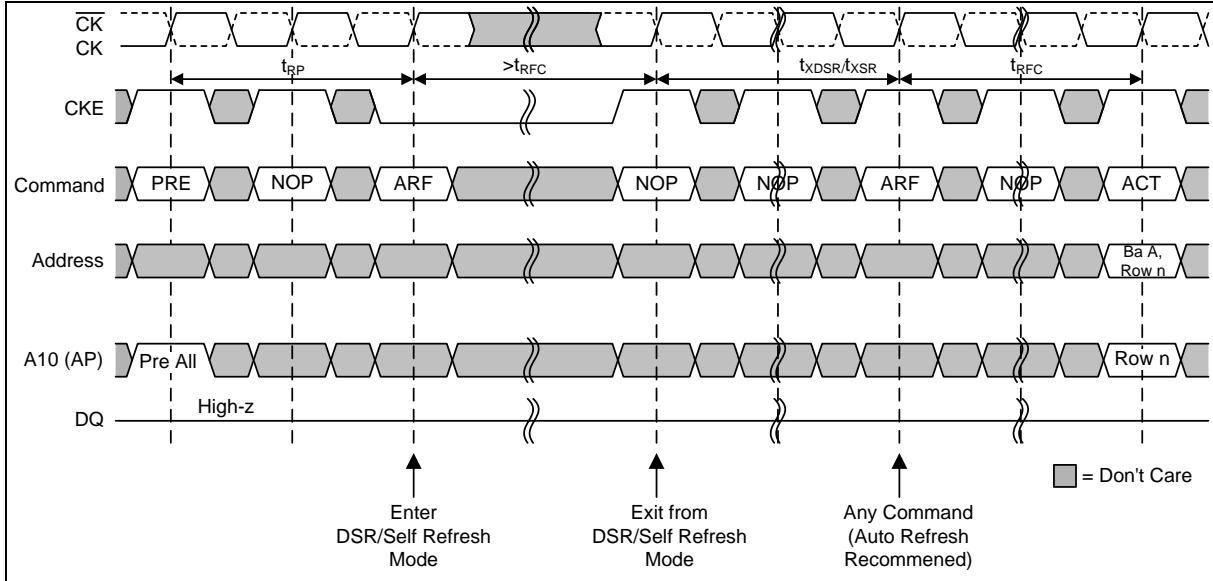 CK
CK
tRP
>tRFC
tXDSR/tXSR
tRFC
CKE
Command
PRE
NOP
ARF
NOP
NOP
ARF
NOP
ACT
Address
Ba A,
Row n
A10 (AP)
Pre All
Row n
High-z
DQ
= Don't Care
Enter
DSR/Self Refresh
Mode
Exit from
DSR/Self Refresh
Mode
Any Command
(Auto Refresh
Recommened)